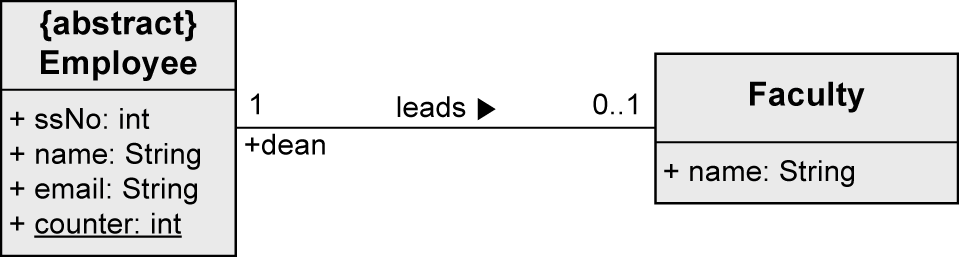 {abstract}
Employee
+ ssNo: int
+ name: String
+ email: String
+ counter: int
1
leads ▶
0..1
+dean
Faculty
+ name: String